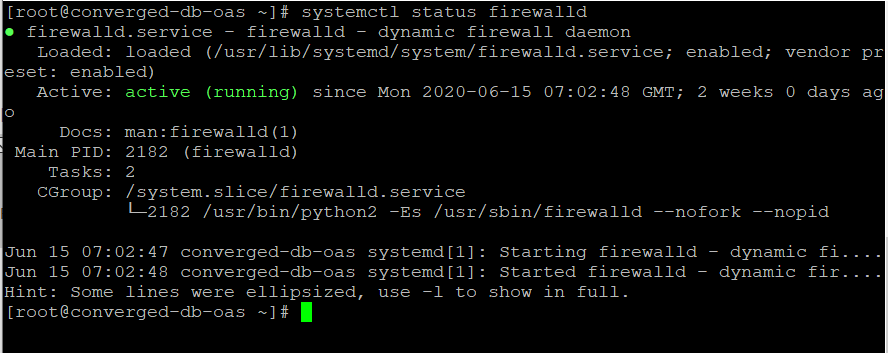 [root@converged-db-oas ~]# systemctl status firewalld
● firewalld.service - firewalld - dynamic firewall daemon
   Loaded: loaded (/usr/lib/systemd/system/firewalld.service; enabled; vendor pr
eset: enabled)
   Active: active (running) since Mon 2020-06-15 07:02:48 GMT; 2 weeks 0 days ag
o
     Docs: man:firewalld(1)
 Main PID: 2182 (firewalld)
    Tasks: 2
   CGroup: /system.slice/firewalld.service
           └─2182 /usr/bin/python2 -Es /usr/sbin/firewalld --nofork --nopid

Jun 15 07:02:47 converged-db-oas systemd[1]: Starting firewalld - dynamic fi....
Jun 15 07:02:48 converged-db-oas systemd[1]: Started firewalld - dynamic fir....
Hint: Some lines were ellipsized, use -l to show in full.
[root@converged-db-oas ~]#